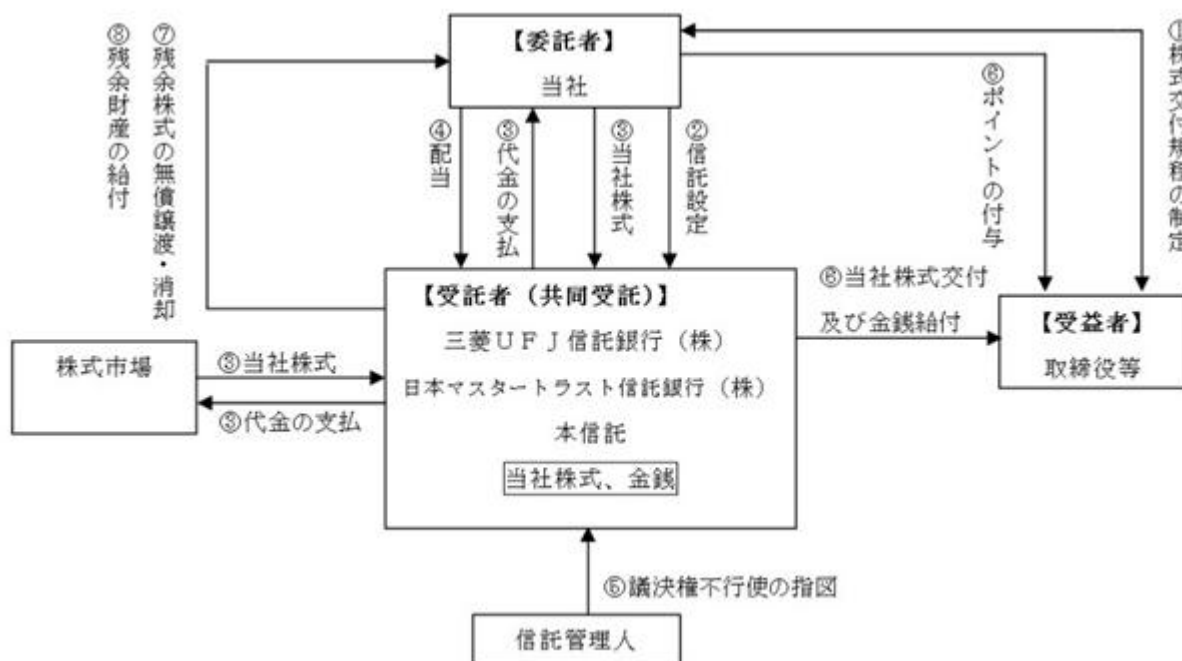 ⑧残余財産の給付
⑦残余株式の無償譲渡・消却
【委託者】
当社
④配当
③代金の支払
③当社株式
②信託設定
⑥ポイントの付与
①株式交付規程の制定
【受託者（共同受託）】
三菱ＵＦＪ信託銀行（株）
日本マスタートラスト信託銀行（株）
本信託
当社株式、金銭
⑥当社株式交付
及び金銭給付
【受益者】
取締役等
株式市場
③当社株式
③代金の支払
⑤議決権不行使の指図
信託管理人